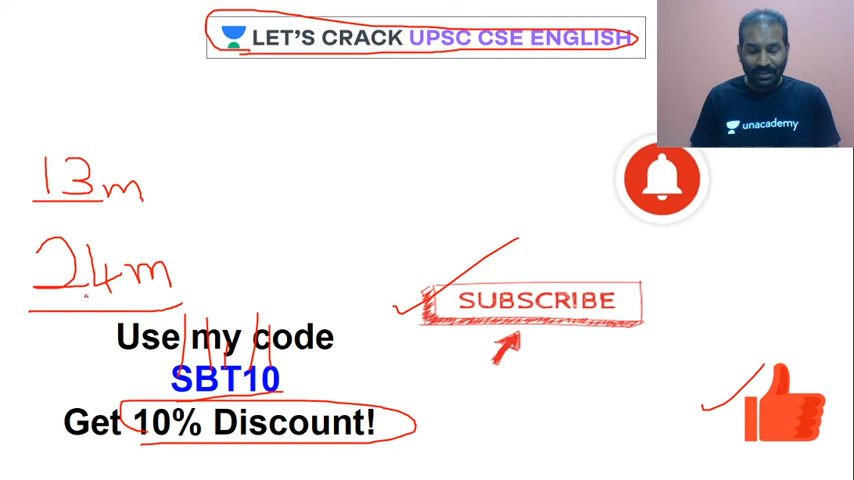 LET'S CRACK UPSC CSE ENGLISH
unacademy
13m
24m
SUBSCRIBE
Use my code
SBT10
Get 10% Discount!